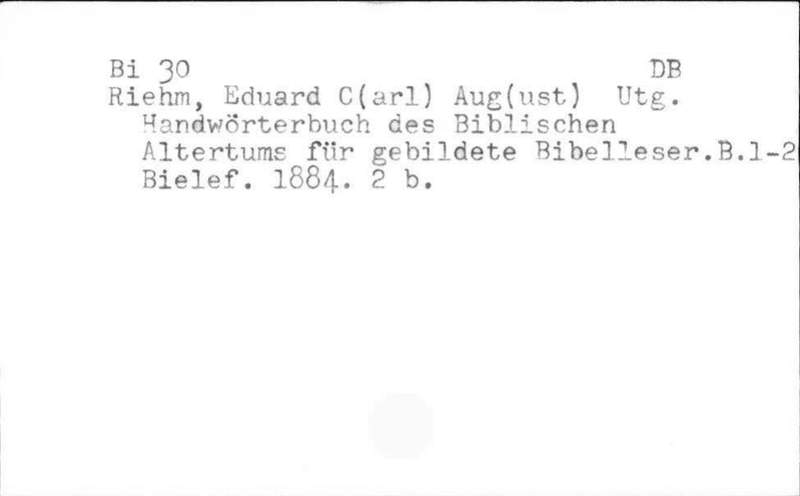 Bi 30 DB
Riehm, Eduard C(arl) Aug(ust) Utg.
Handwörterbuch des Biblischen
Altertums für gebildete Bibelleser.B.1-2
Bielef. 1884. 2 b.